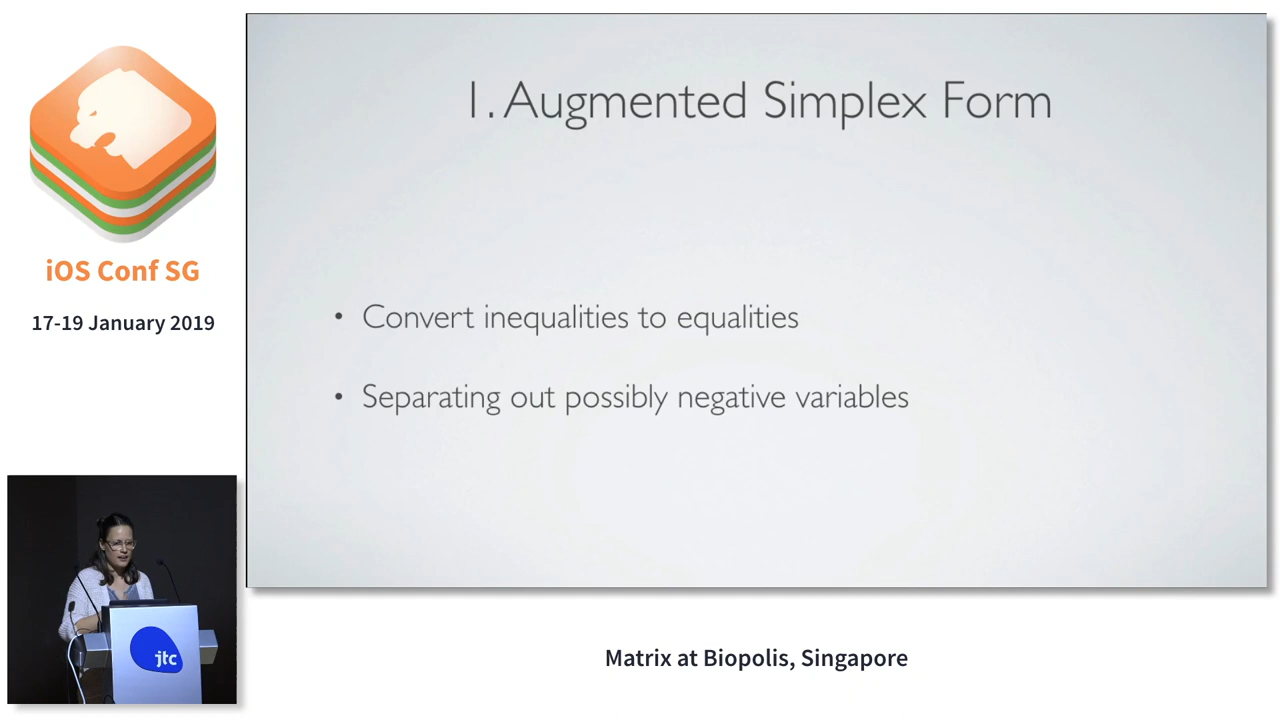 iOS Conf SG
17-19 January 2019
1. Augmented Simplex Form
• Convert inequalities to equalities
• Separating out possibly negative variables
jtc
Matrix at Biopolis, Singapore